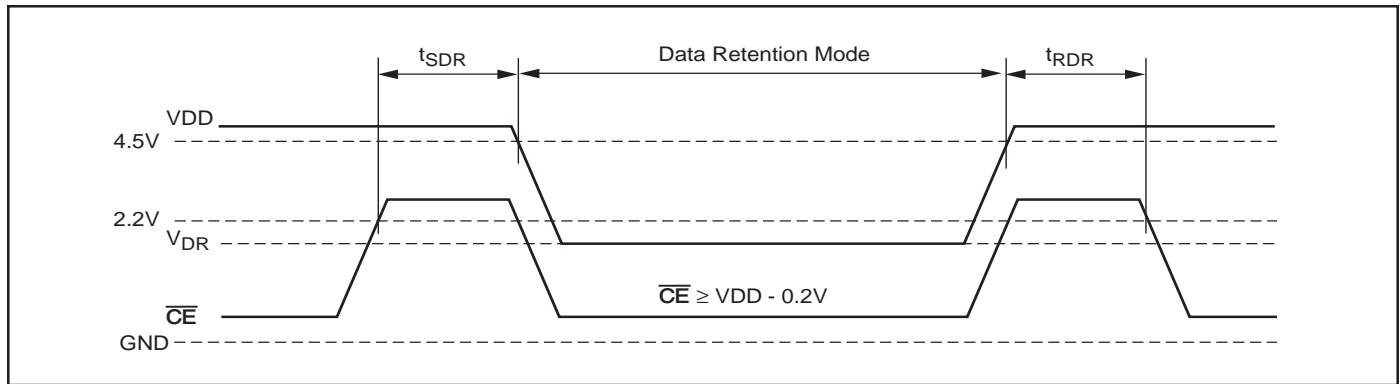 tSDR Data Retention Mode tRDR
VDD
4.5V
2.2V
VDR
CE ≥ VDD - 0.2V
CE
GND